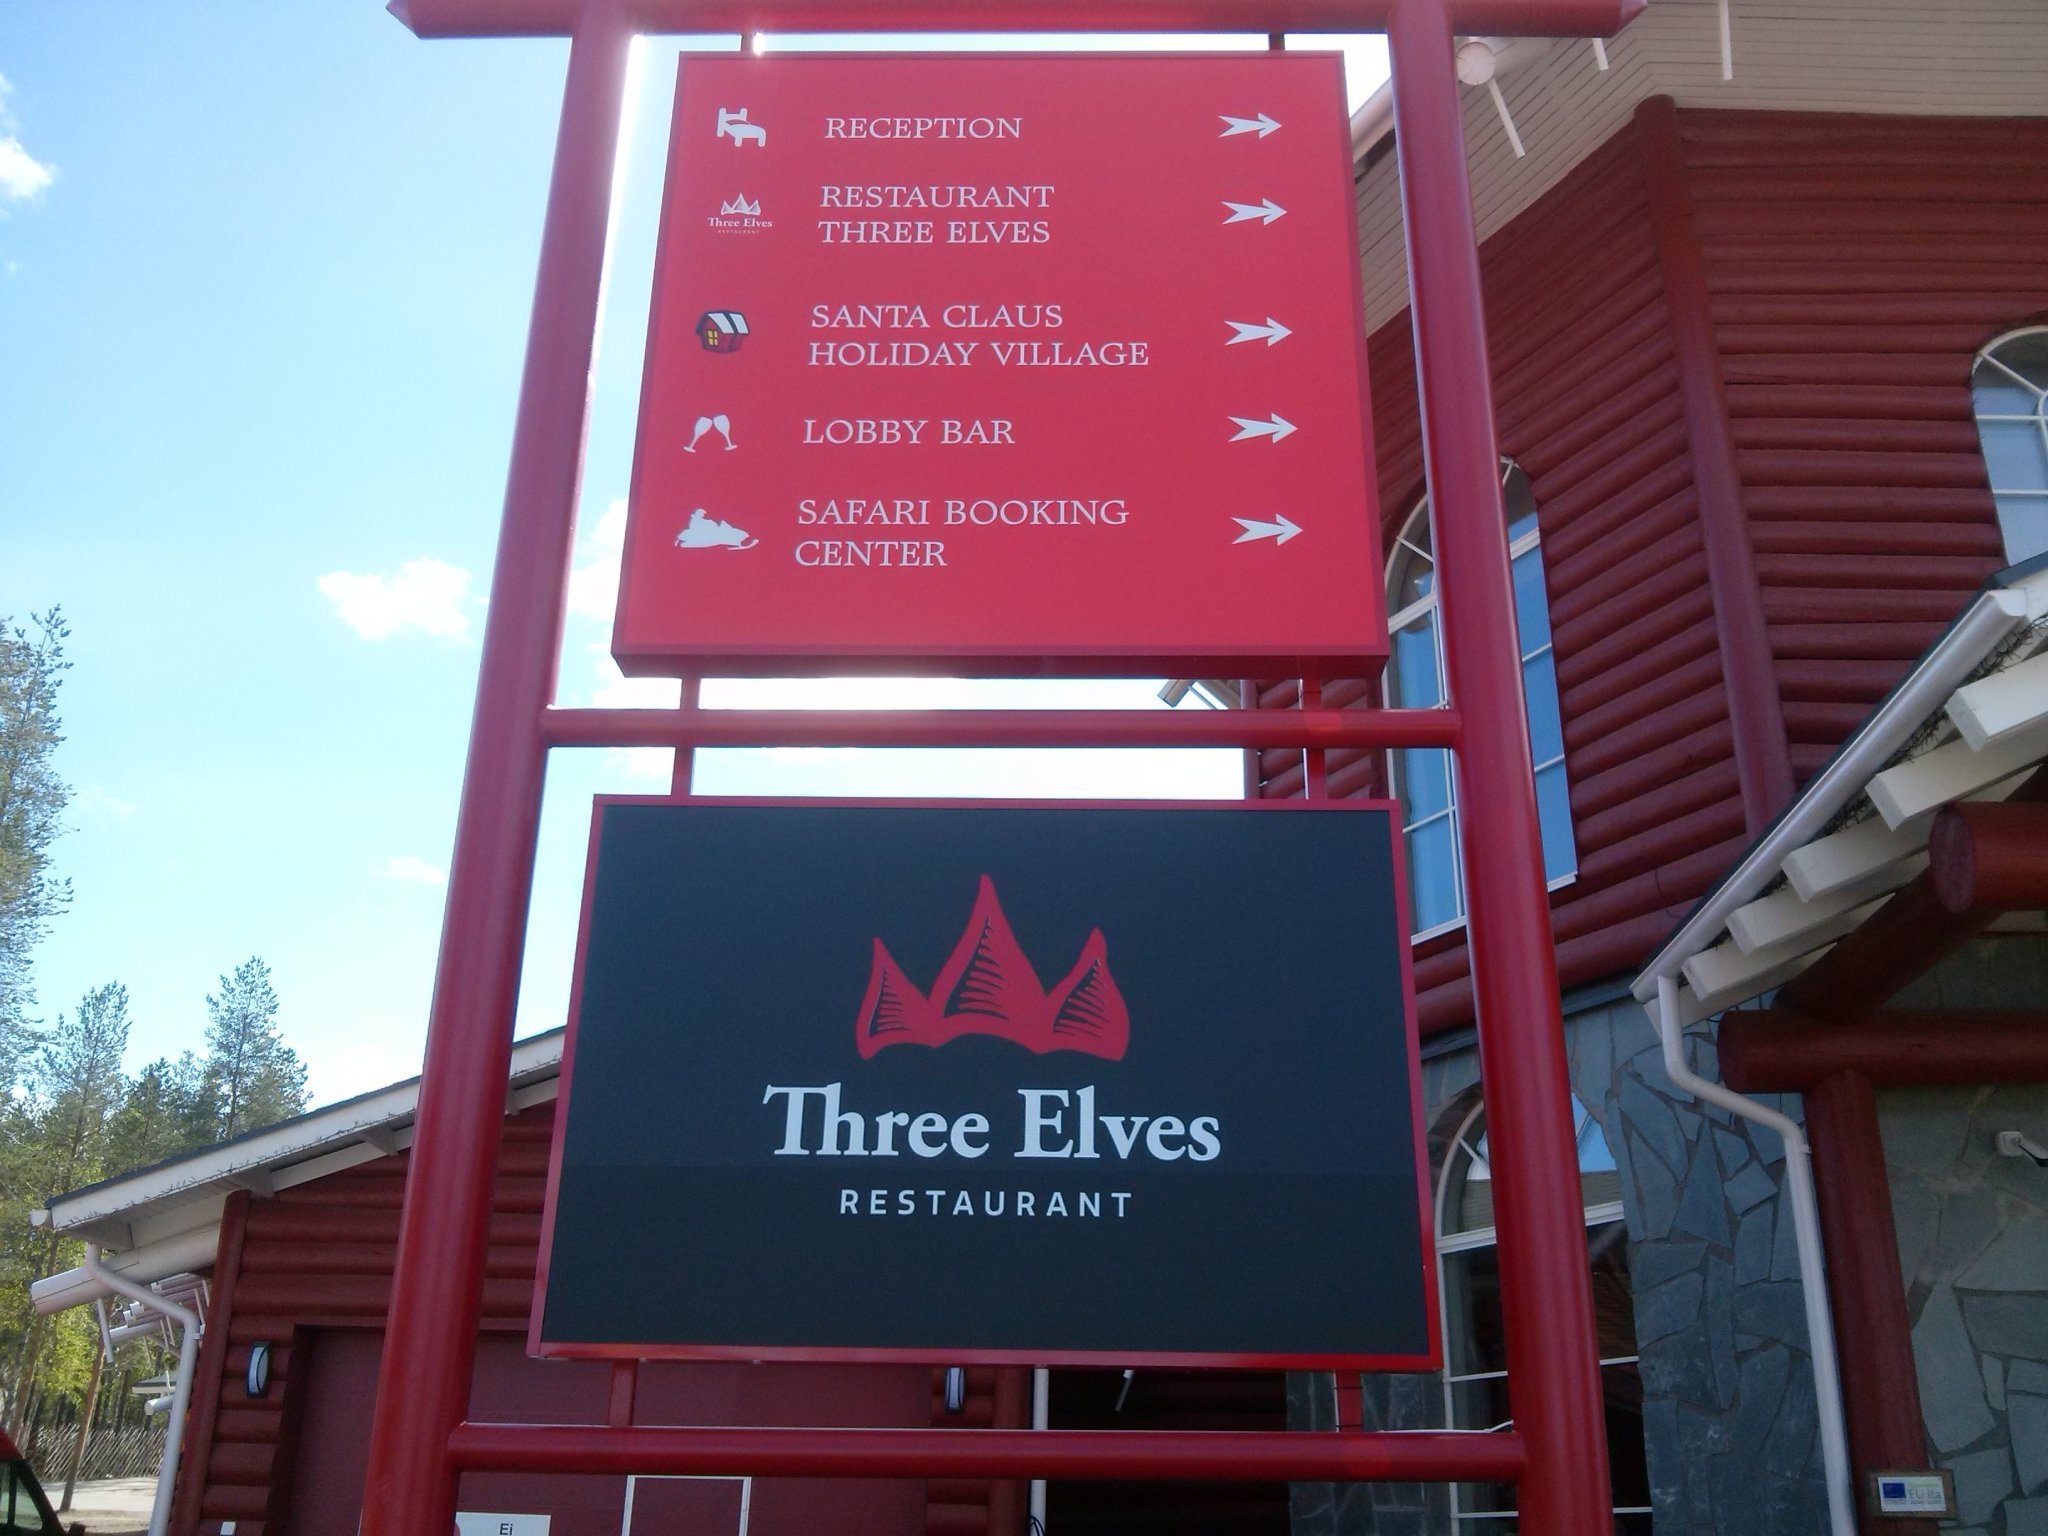 RECEPTION
Three Elves
RESTAURANT
RESTAURANT
THREE ELVES
SANTA CLAUS
HOLIDAY VILLAGE
LOBBY BAR
SAFARI BOOKING
CENTER
Three Elves
RESTAURANT
Ei